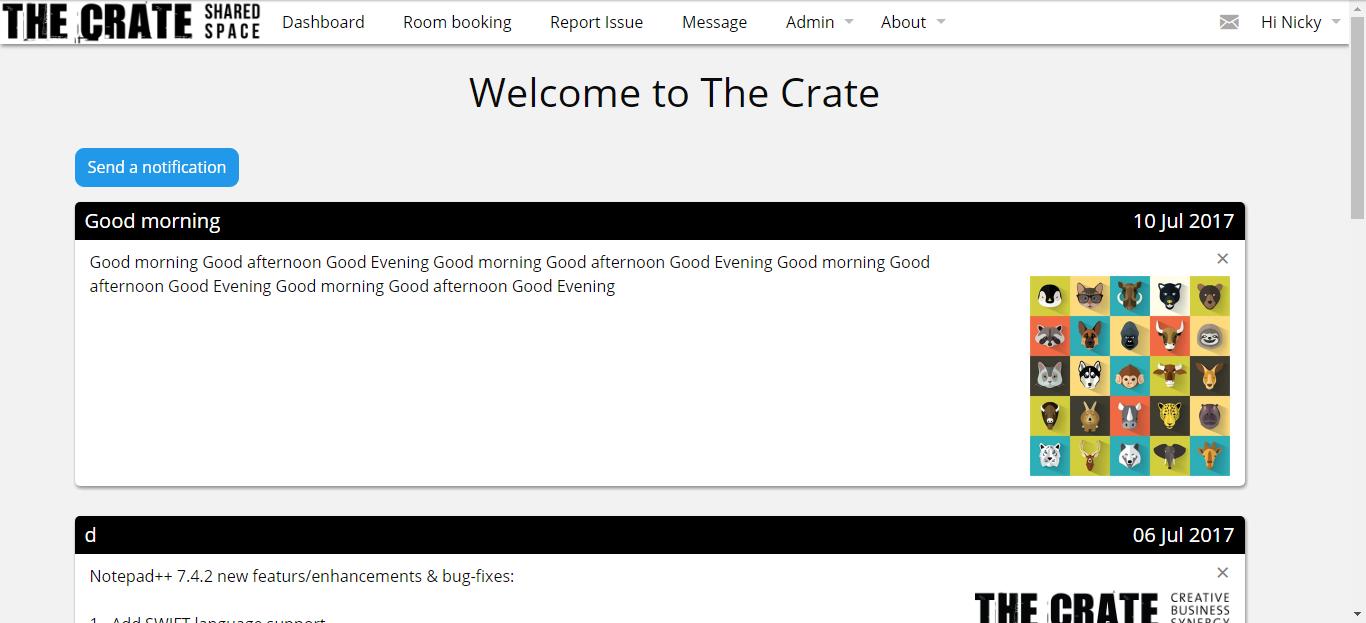 THE CRATE SHARED SPACE Dashboard Room booking Report Issue Message Admin About Hi Nicky
Welcome to The Crate
Send a notification
Good morning 10 Jul 2017
Good morning Good afternoon Good Evening Good morning Good afternoon Good Evening Good morning Good
afternoon Good Evening Good morning Good afternoon Good Evening
d 06 Jul 2017
Notepad++ 7.4.2 new featurs/enhancements & bug-fixes:
THE CRATE CREATIVE
BUSINESS
SYNERGY
1. Add SWIFT language support